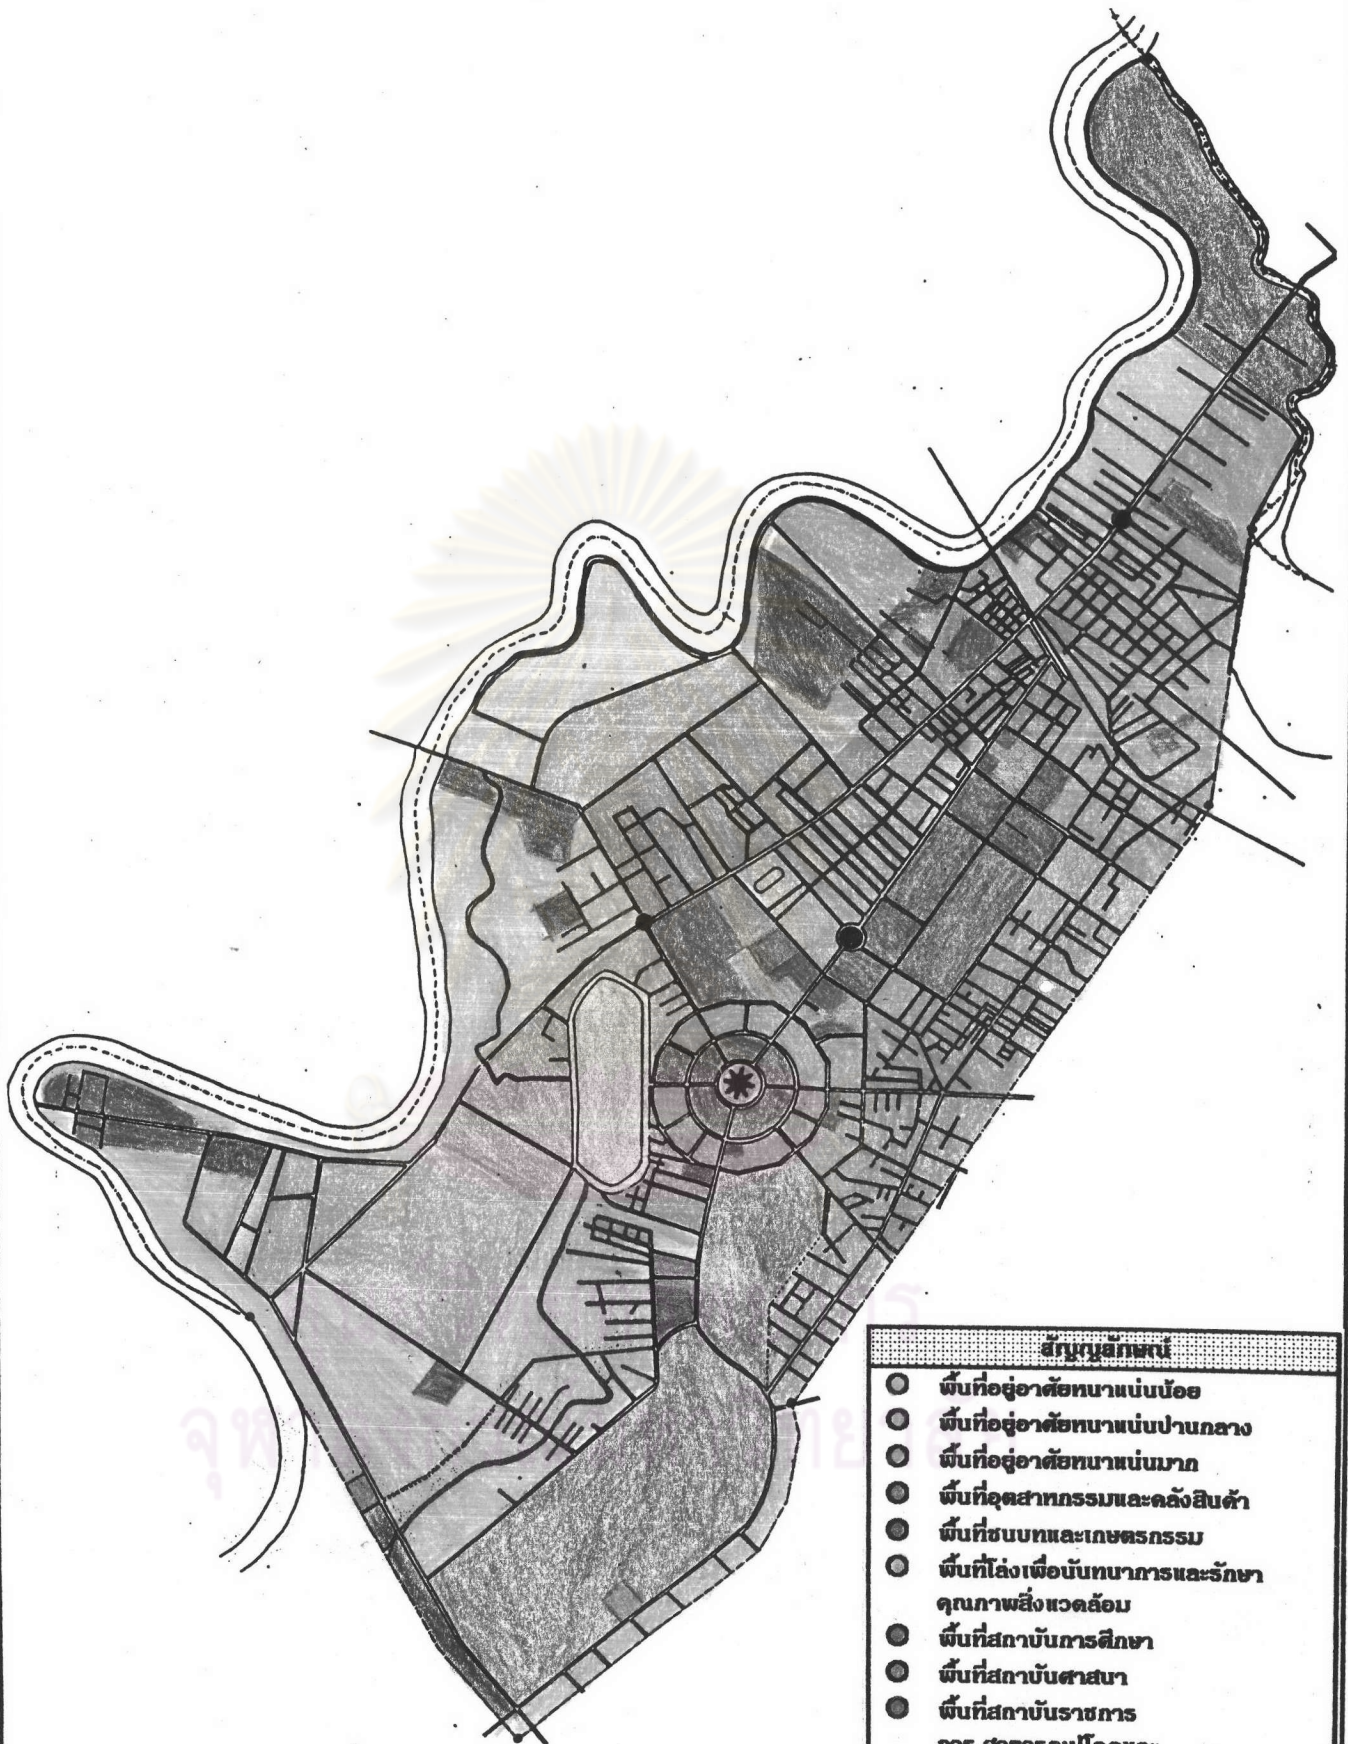 สัญญลักษณ์
พื้นที่อยู่อาศัยหนาแน่นน้อย
พื้นที่อยู่อาศัยหนาแน่นปานกลาง
พื้นที่อยู่อาศัยหนาแน่นมาก
พื้นที่อุตสาหกรรมและคลังสินค้า
พื้นที่ชนบทและเกษตรกรรม
พื้นที่โล่งเพื่อนันทนาการและรักษา
คุณภาพสิ่งแวดล้อม
พื้นที่สถาบันการศึกษา
พื้นที่สถาบันศาสนา
พื้นที่สถาบันราชการ